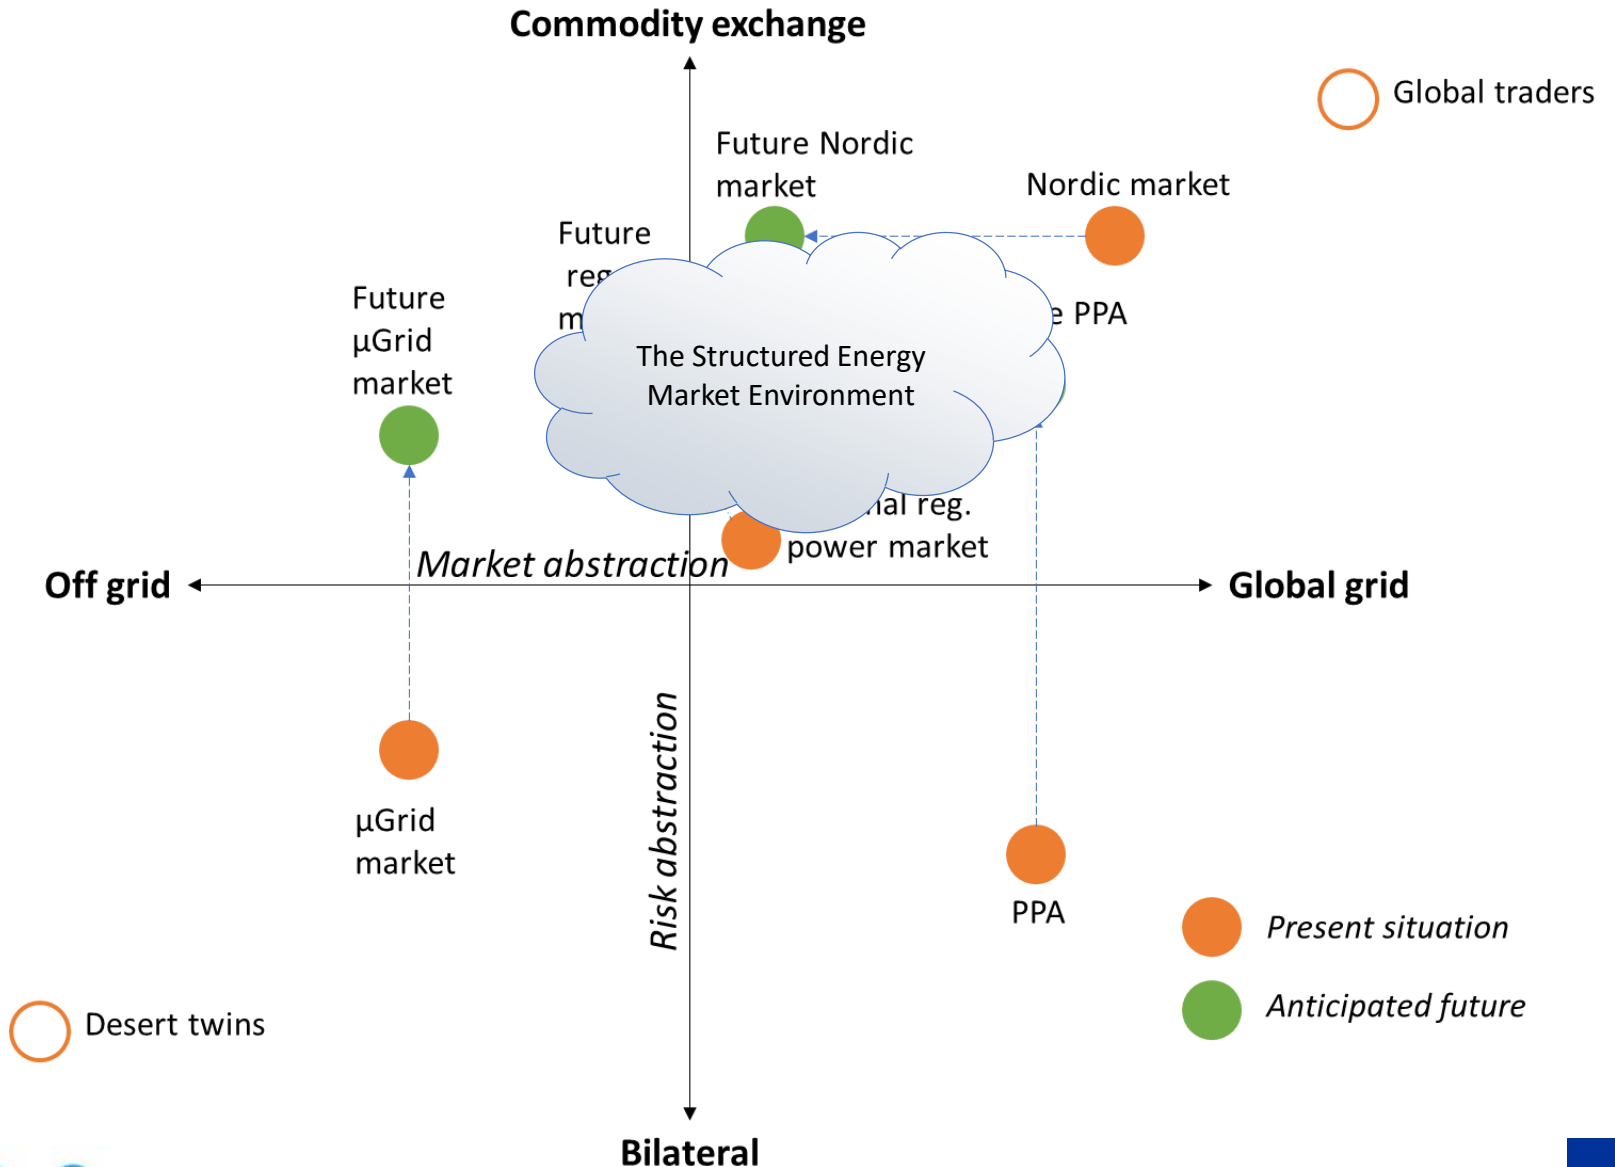 Commodity exchange
Global traders
Future Nordic
market
Nordic market
Future
Future
µGrid
market
PPA
The Structured Energy
Market Environment
reg.
power market
Market abstraction
Off grid
Global grid
Risk abstraction
µGrid
market
PPA
Present situation
Anticipated future
Desert twins
Bilateral